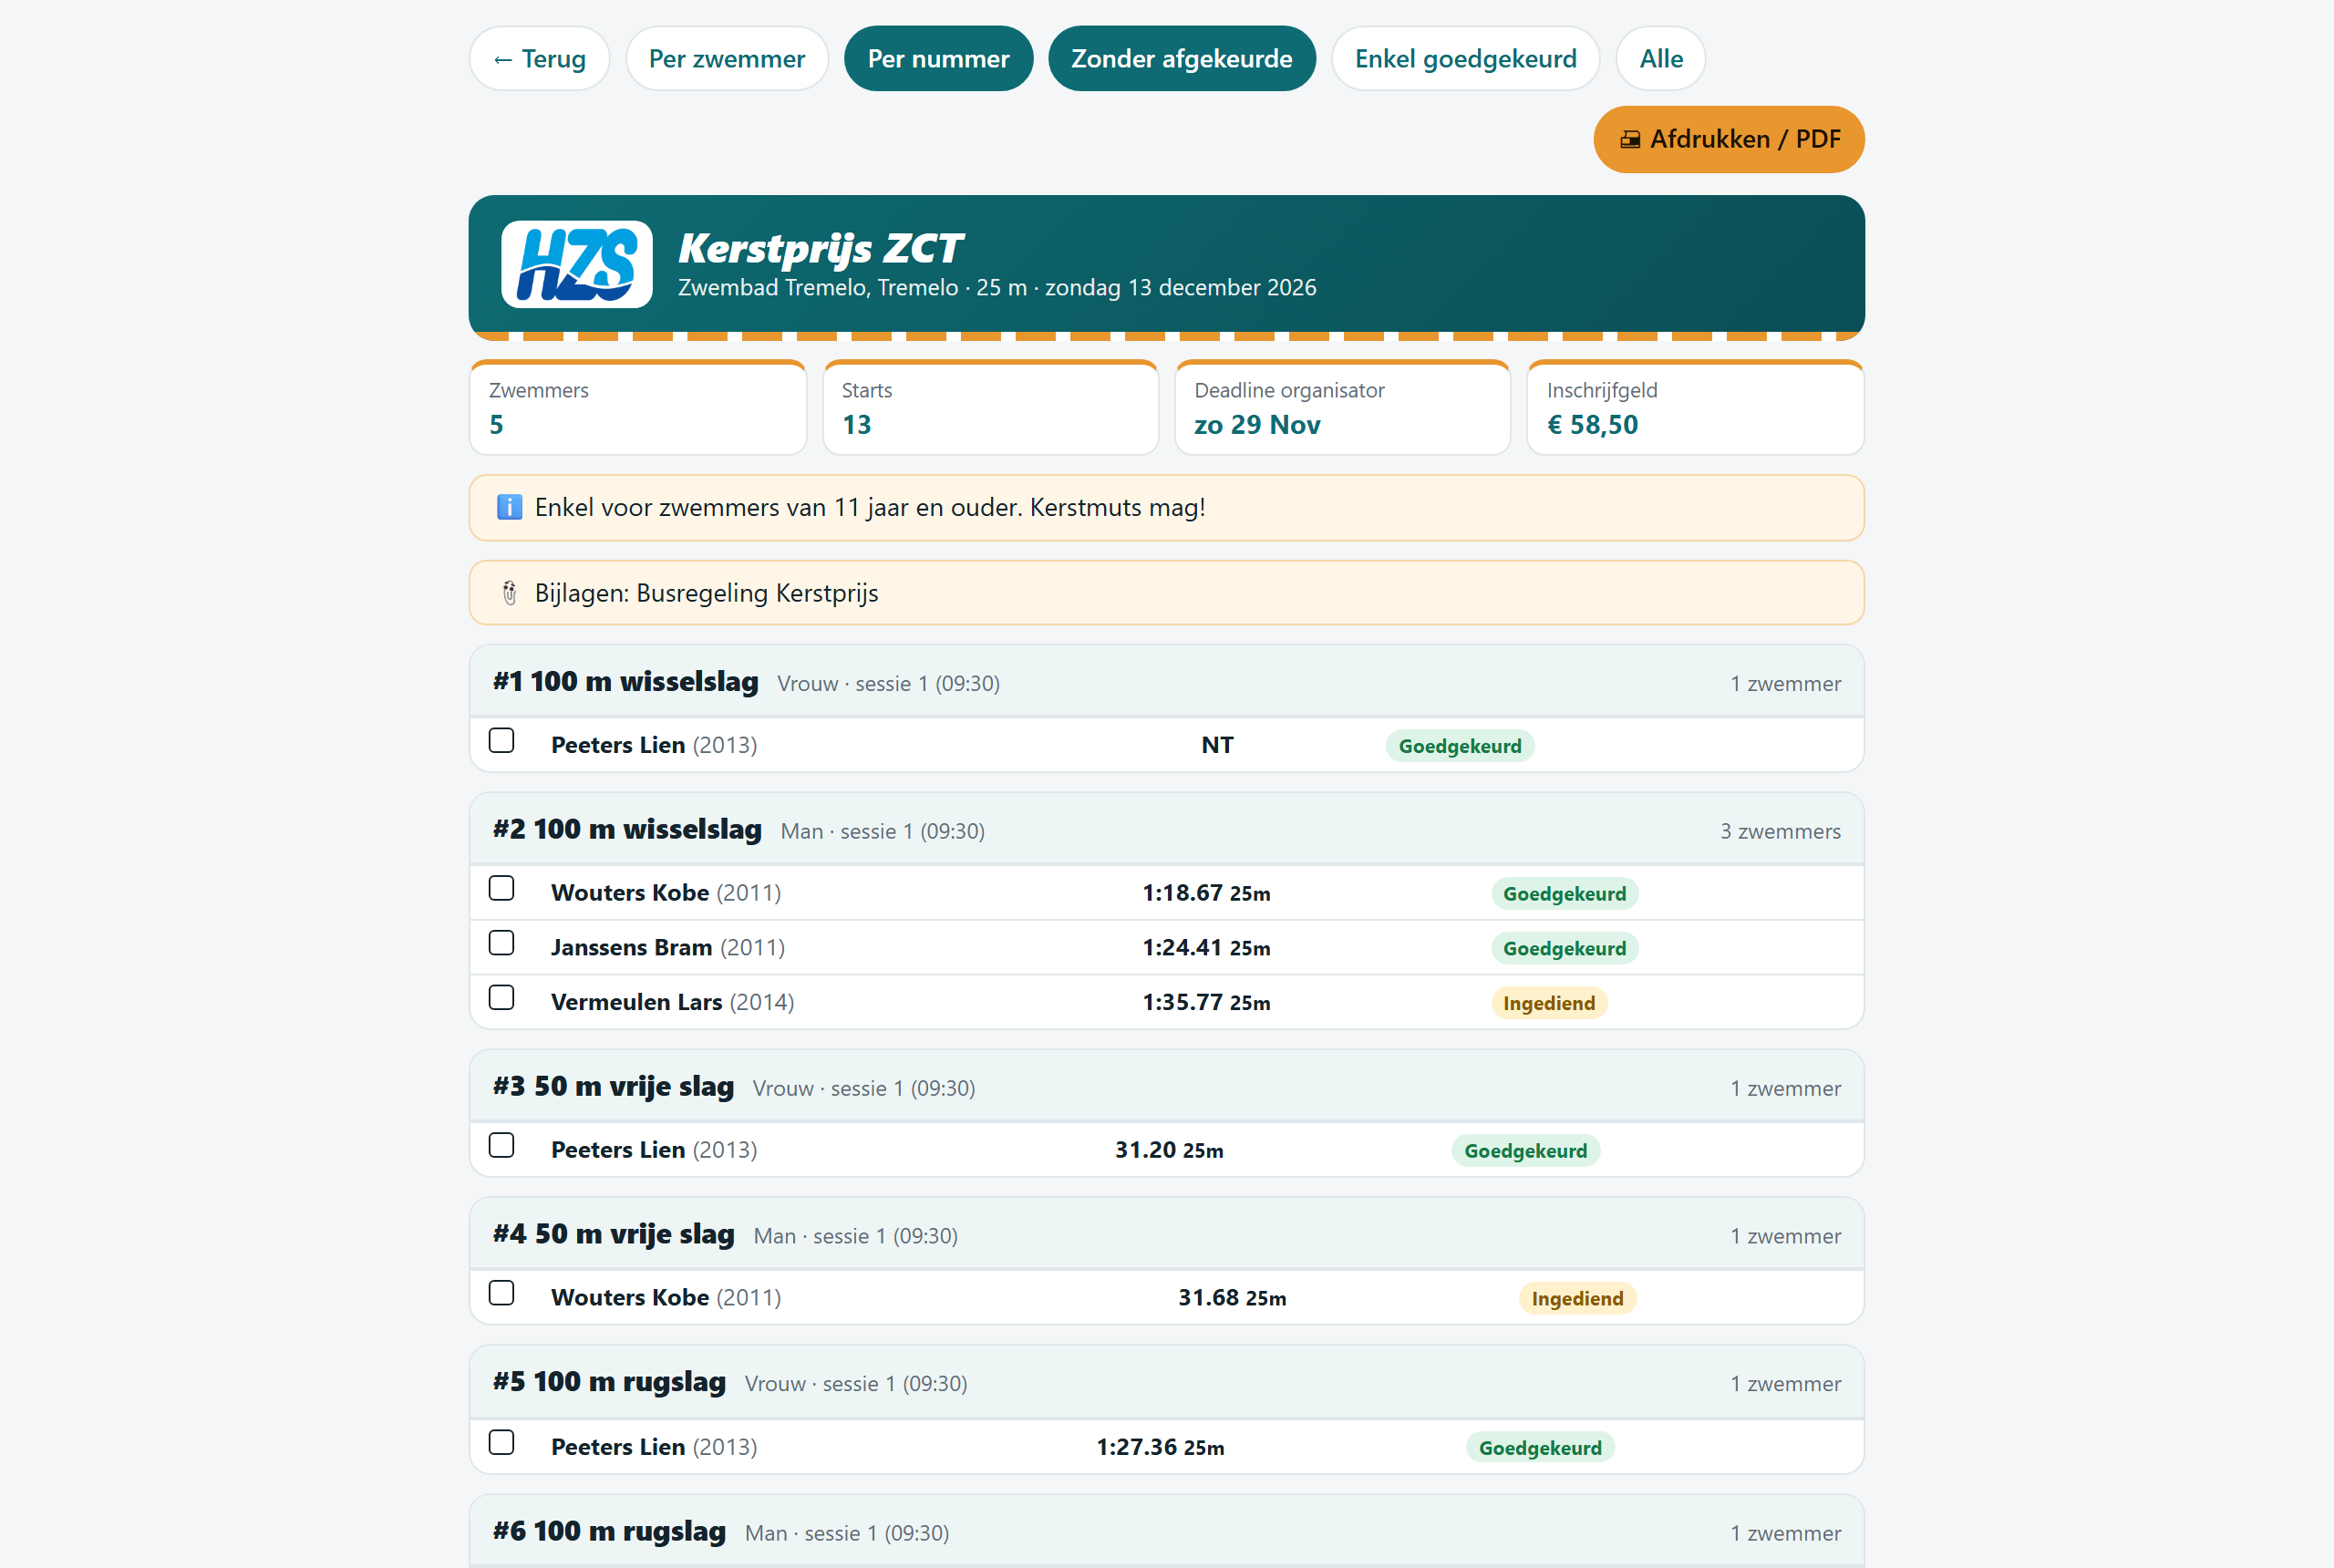 ← Terug Per zwemmer Per nummer Zonder afgekeurde Enkel goedgekeurd Alle
Afdrukken / PDF
HZS
Kerstprijs ZCT
Zwembad Tremelo, Tremelo · 25 m · zondag 13 december 2026
Zwemmers Starts Deadline organisator Inschrijfgeld
5 13 zo 29 Nov € 58,50
Enkel voor zwemmers van 11 jaar en ouder. Kerstmuts mag!
Bijlagen: Busregeling Kerstprijs
#1 100 m wisselslag Vrouw · sessie 1 (09:30) 1 zwemmer
Peeters Lien (2013) NT Goedgekeurd
#2 100 m wisselslag Man · sessie 1 (09:30) 3 zwemmers
Wouters Kobe (2011) 1:18.67 25m Goedgekeurd
Janssens Bram (2011) 1:24.41 25m Goedgekeurd
Vermeulen Lars (2014) 1:35.77 25m Ingediend
#3 50 m vrije slag Vrouw · sessie 1 (09:30) 1 zwemmer
Peeters Lien (2013) 31.20 25m Goedgekeurd
#4 50 m vrije slag Man · sessie 1 (09:30) 1 zwemmer
Wouters Kobe (2011) 31.68 25m Ingediend
#5 100 m rugslag Vrouw · sessie 1 (09:30) 1 zwemmer
Peeters Lien (2013) 1:27.36 25m Goedgekeurd
#6 100 m rugslag Man · sessie 1 (09:30) 1 zwemmer